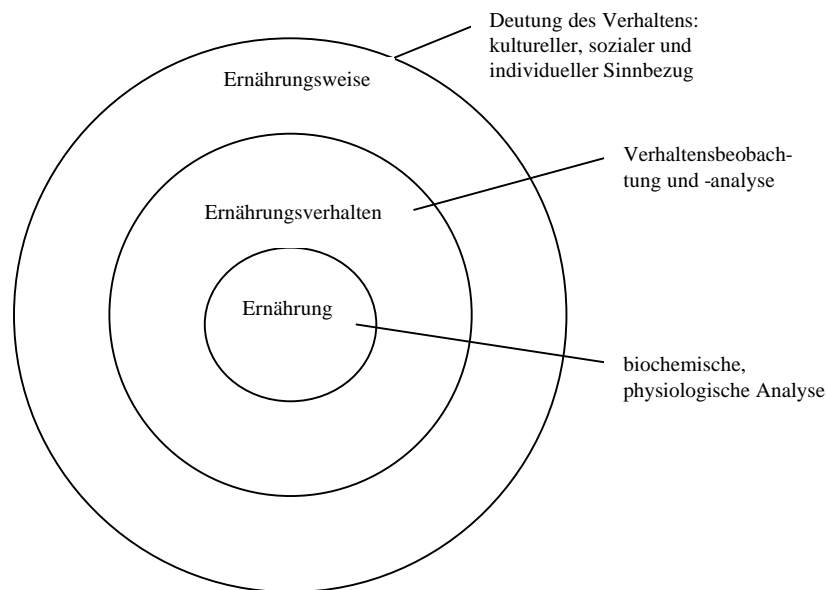 Deutung des Verhaltens:
kultureller, sozialer und
individueller Sinnbezug
Ernährungsweise
Verhaltensbeobach-
tung und -analyse
Ernährungsverhalten
Ernährung
biochemische,
physiologische Analyse